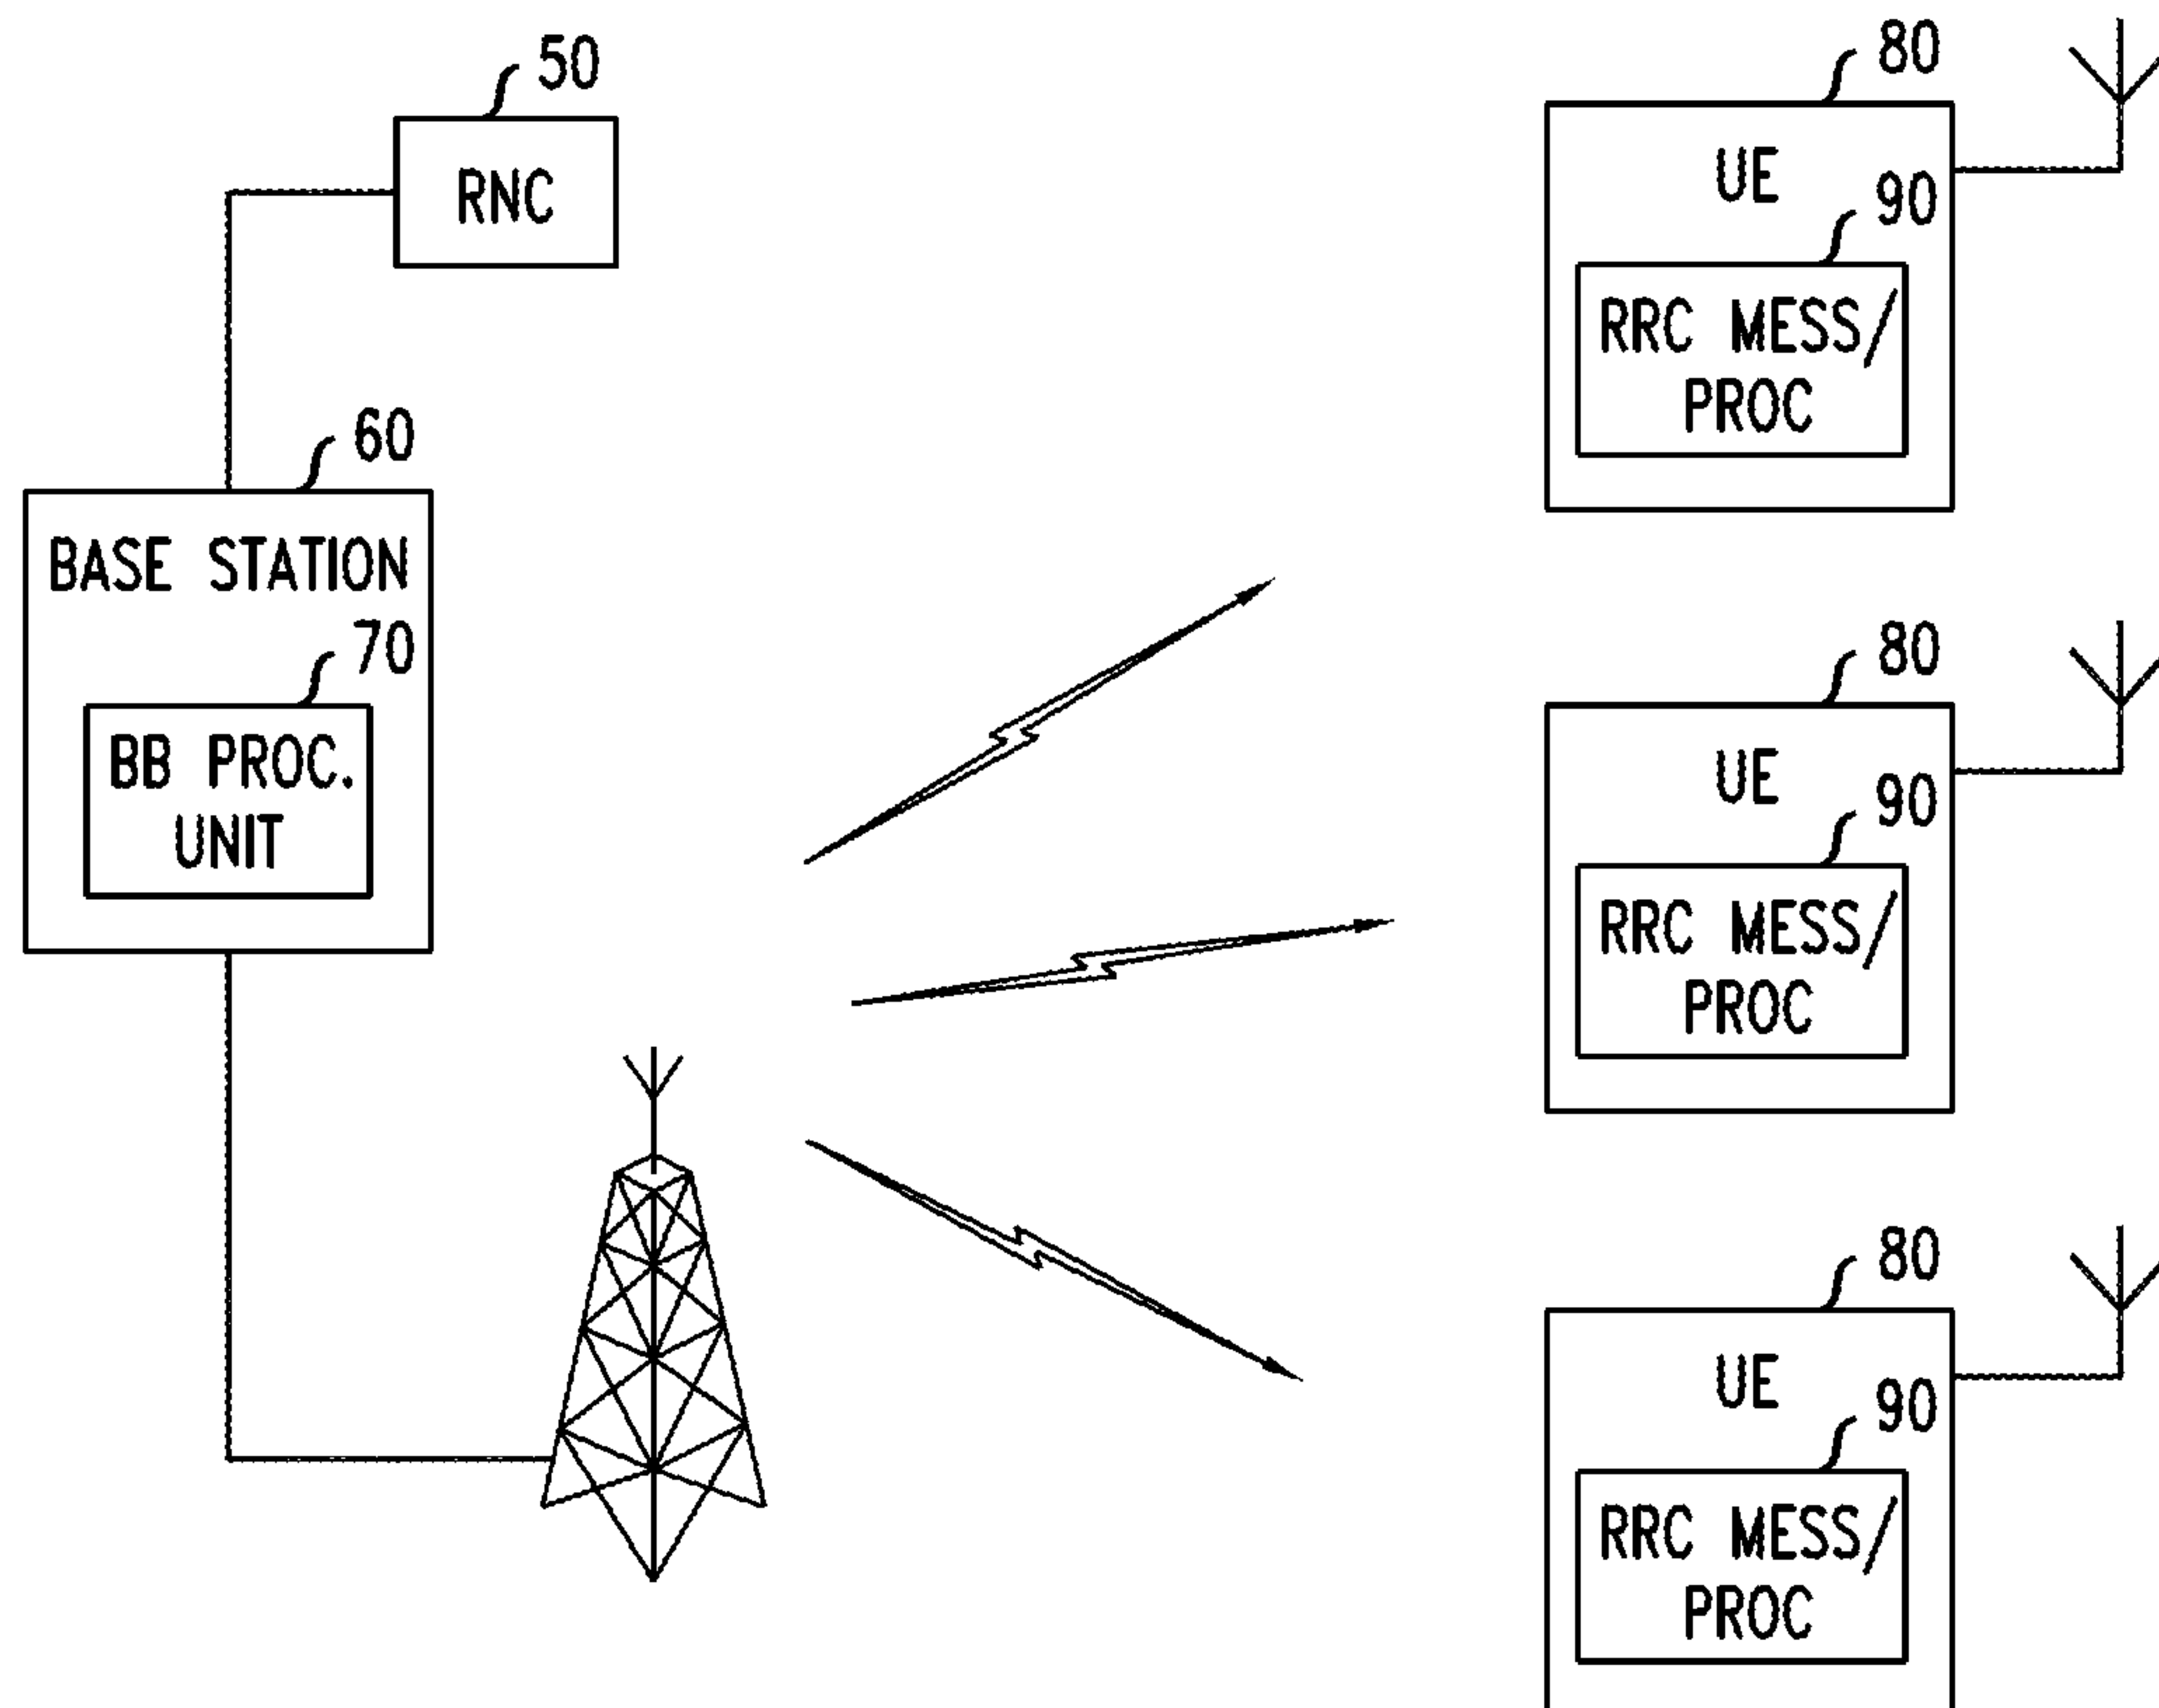 50
RNC
60
BASE STATION
70
BB PROC.
UNIT
80
UE
90
RRC MESS/
PROC
80
UE
90
RRC MESS/
PROC
80
UE
90
RRC MESS/
PROC